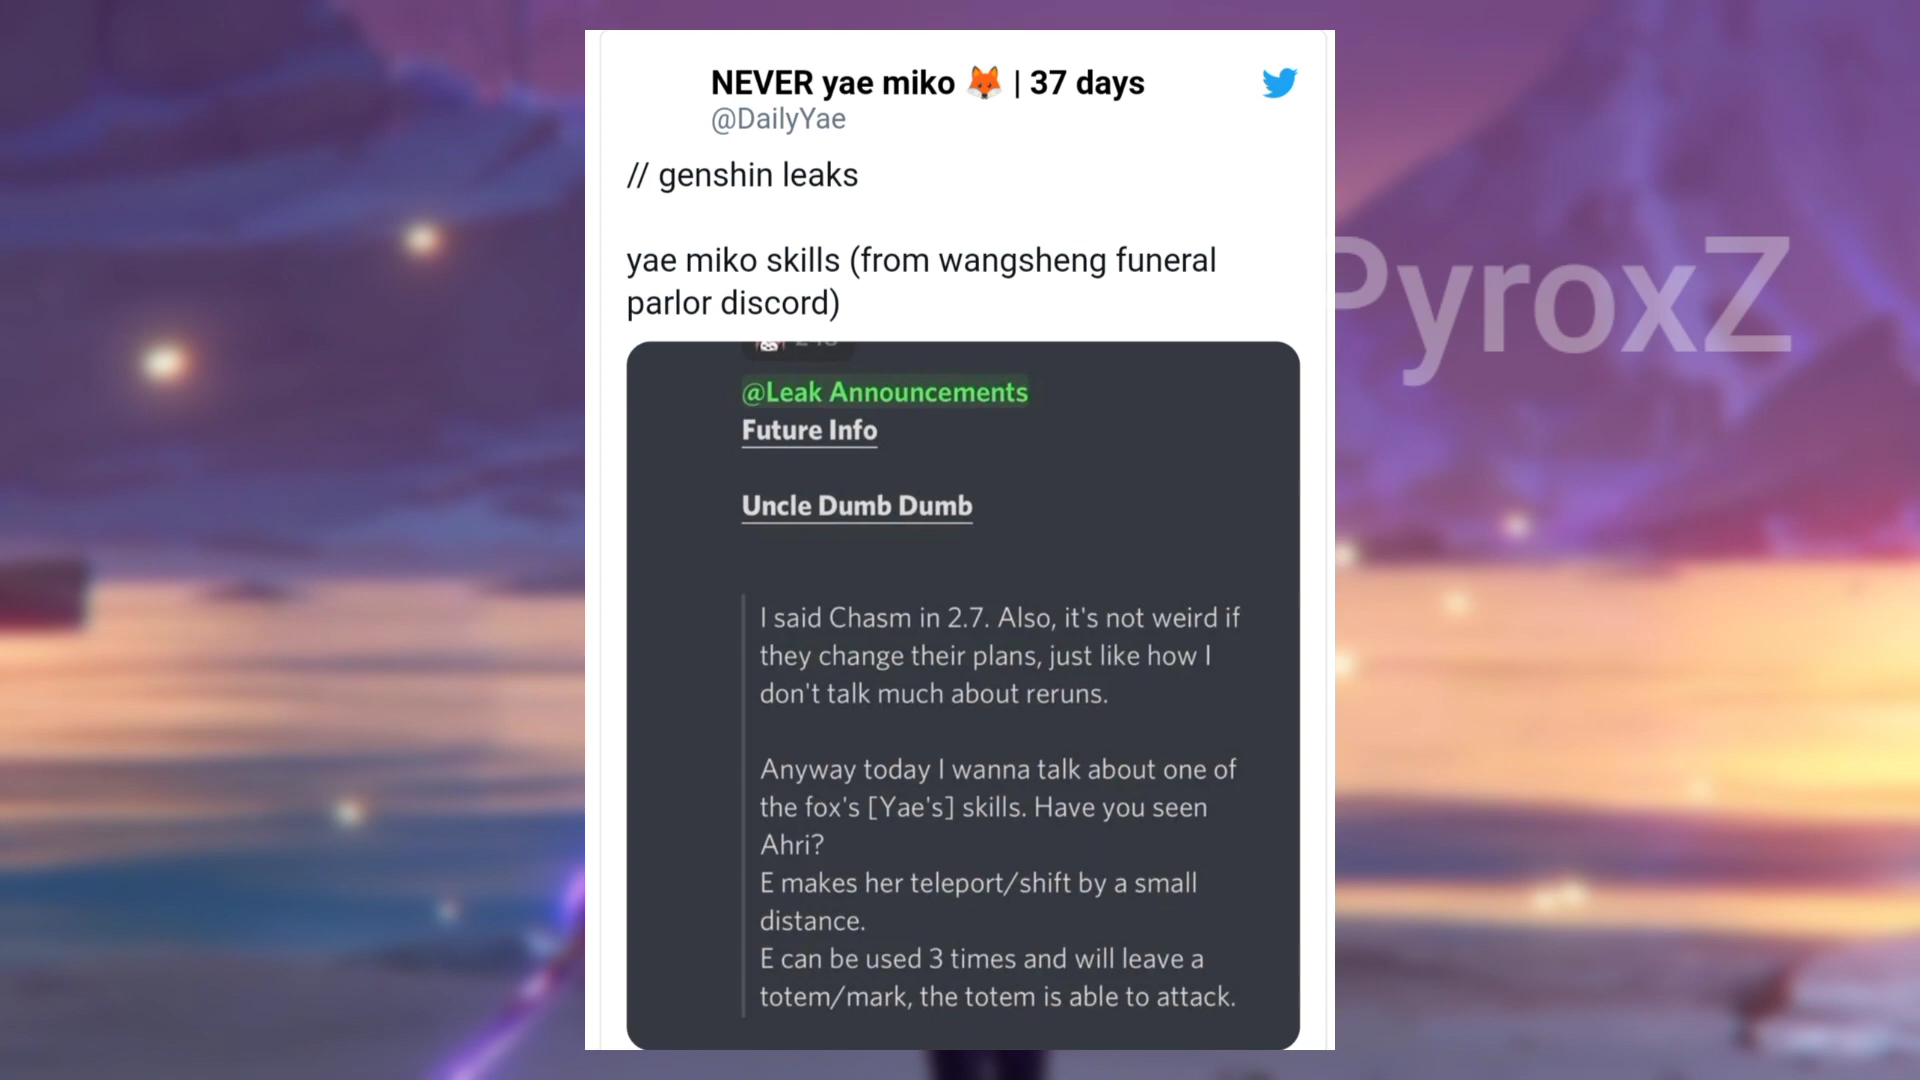 NEVER yae miko 🦊 | 37 days
@DailyYae
// genshin leaks
yae miko skills (from wangsheng funeral
parlor discord)
@Leak Announcements
Future Info
Uncle Dumb Dumb
I said Chasm in 2.7. Also, it's not weird if
they change their plans, just like how I
don't talk much about reruns.
Anyway today I wanna talk about one of
the fox's [Yae's] skills. Have you seen
Ahri?
E makes her teleport/shift by a small
distance.
E can be used 3 times and will leave a
totem/mark, the totem is able to attack.
PyroxZ